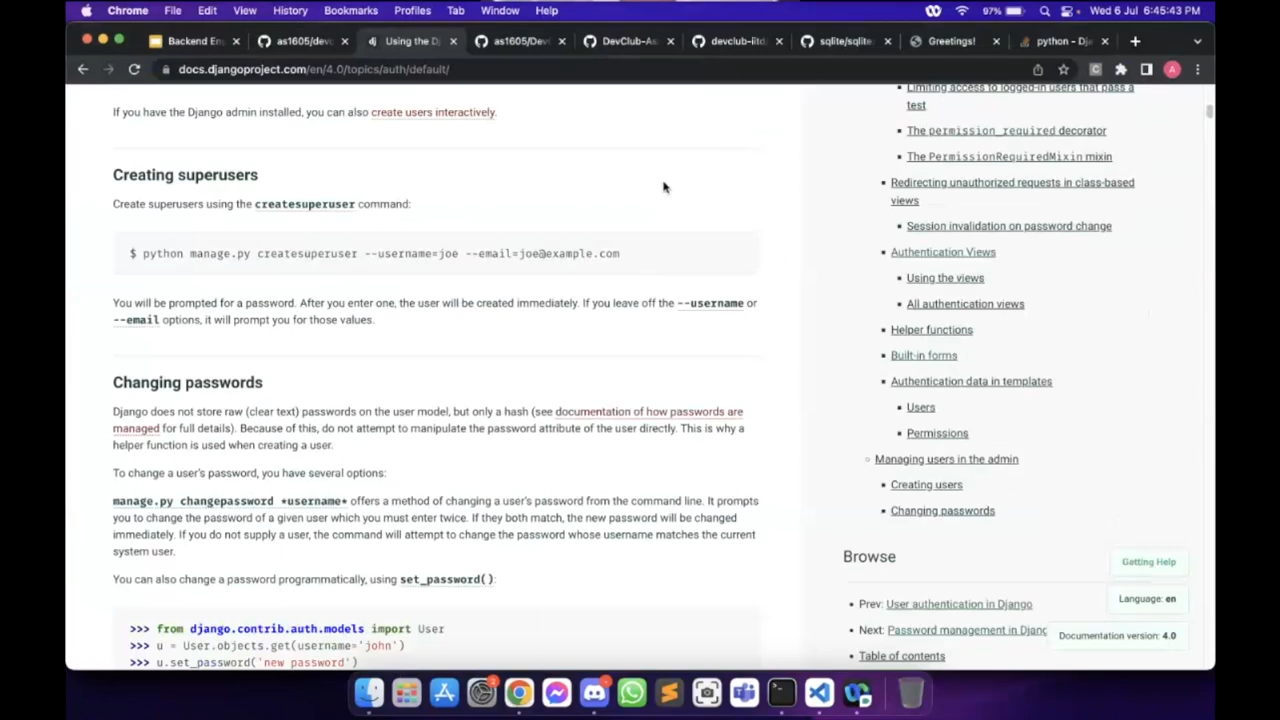 Chrome File Edit View History Bookmarks Profiles Tab Window Help 97% Wed 6 Jul 6:45:43 PM
Backend En as1605/devc Using the Dj as1605/Dev DevClub-As devclub-iitd sqlite/sqlite Greetings! python - Dja
docs.djangoproject.com/en/4.0/topics/auth/default/
If you have the Django admin installed, you can also create users interactively.
Creating superusers
Create superusers using the createsuperuser command:
$ python manage.py createsuperuser --username=joe --email=joe@example.com
You will be prompted for a password. After you enter one, the user will be created immediately. If you leave off the --username or
--email options, it will prompt you for those values.
Changing passwords
Django does not store raw (clear text) passwords on the user model, but only a hash (see documentation of how passwords are
managed for full details). Because of this, do not attempt to manipulate the password attribute of the user directly. This is why a
helper function is used when creating a user.
To change a user's password, you have several options:
manage.py changepassword *username* offers a method of changing a user's password from the command line. It prompts
you to change the password of a given user which you must enter twice. If they both match, the new password will be changed
immediately. If you do not supply a user, the command will attempt to change the password whose username matches the current
system user.
You can also change a password programmatically, using set_password():
>>> from django.contrib.auth.models import User
>>> u = User.objects.get(username='john')
>>> u.set_password('new password')
Limiting access to logged-in users that pass a
test
The permission_required decorator
The PermissionRequiredMixin mixin
Redirecting unauthorized requests in class-based
views
Session invalidation on password change
Authentication Views
Using the views
All authentication views
Helper functions
Built-in forms
Authentication data in templates
Users
Permissions
Managing users in the admin
Creating users
Changing passwords
Browse
Getting Help
Prev: User authentication in Django
Language: en
Next: Password management in Djang
Documentation version: 4.0
Table of contents